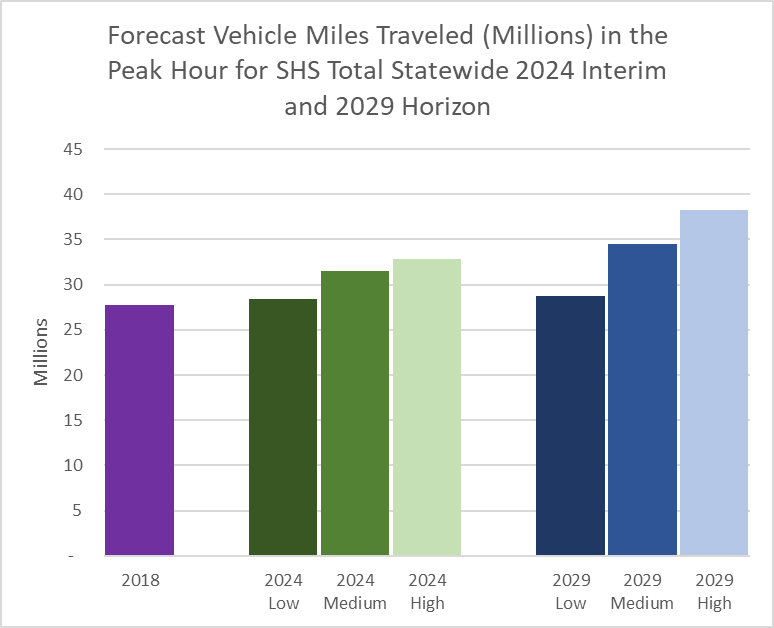 Forecast Vehicle Miles Traveled (Millions) in the
Peak Hour for SHS Total Statewide 2024 Interim
and 2029 Horizon
45
40
35
30
25
20
15
10
5
-
Millions
2018
2024
Low
2024
Medium
2024
High
2029
Low
2029
Medium
2029
High